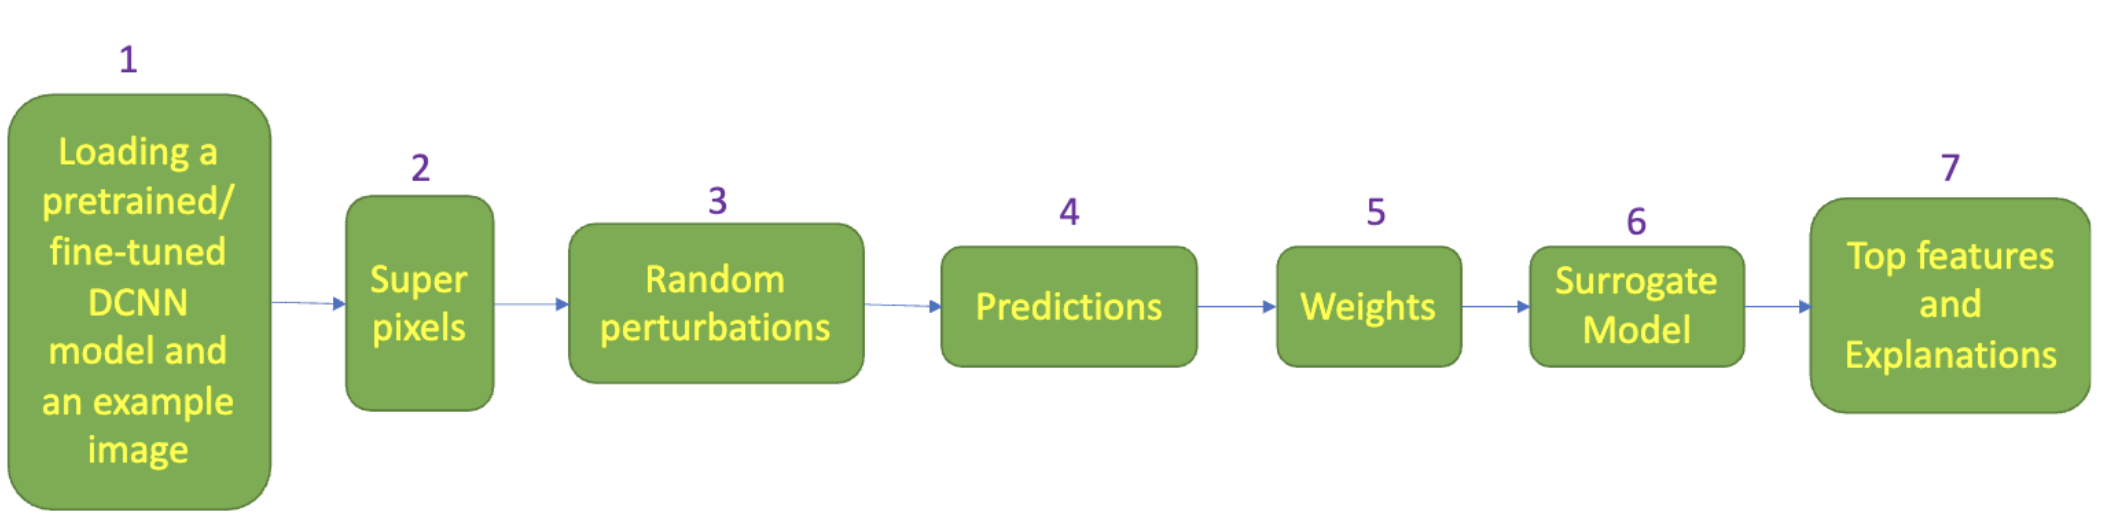 1
Loading a
pretrained/
fine-tuned
DCNN
model and
an example
image
2
Super
pixels
3
Random
perturbations
4
Predictions
5
Weights
6
Surrogate
Model
7
Top features
and
Explanations